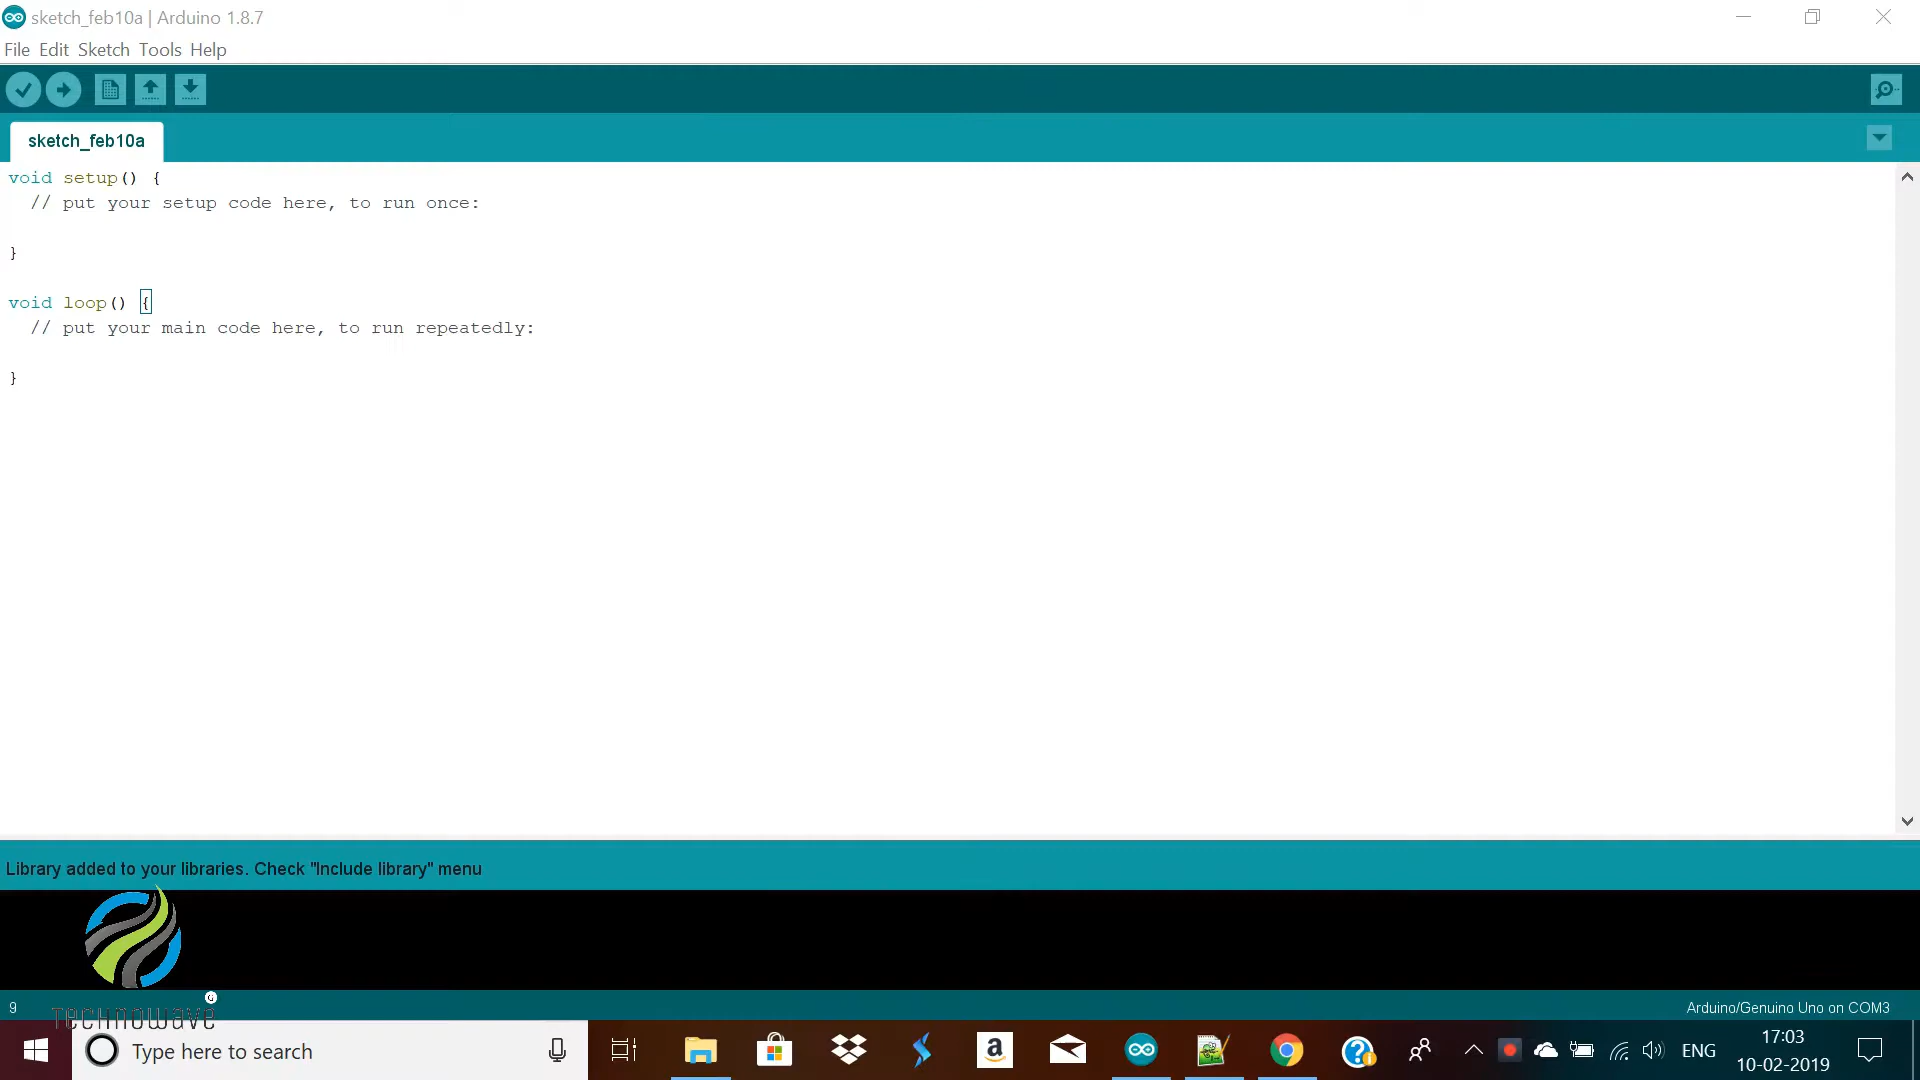 sketch_feb10a | Arduino 1.8.7
File Edit Sketch Tools Help
sketch_feb10a
void setup() {
  // put your setup code here, to run once:
}
void loop() {
  // put your main code here, to run repeatedly:
}
Library added to your libraries. Check "Include library" menu
9
Arduino/Genuino Uno on COM3
TECHNOWAVE
G
Type here to search
a
ENG
17:03
10-02-2019